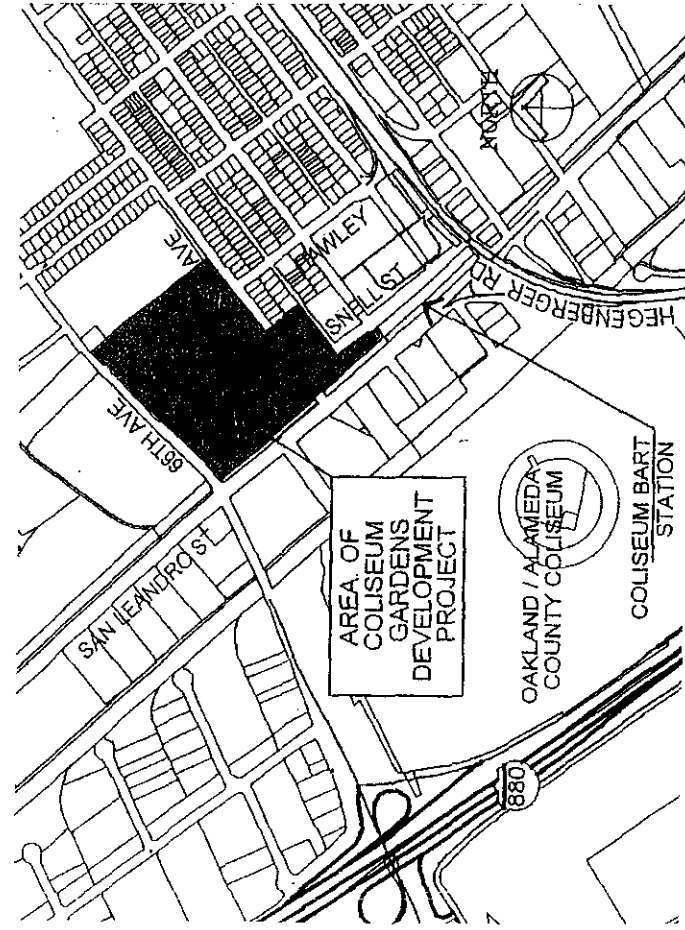 NORTH
AVE
HAWLEY
SNELL ST
HEGENBERGER RD
66TH AVE
SAN LEANDRO ST
AREA OF
COLISEUM
GARDENS
DEVELOPMENT
PROJECT
OAKLAND / ALAMEDA
COUNTY COLISEUM
COLISEUM BART
STATION
880